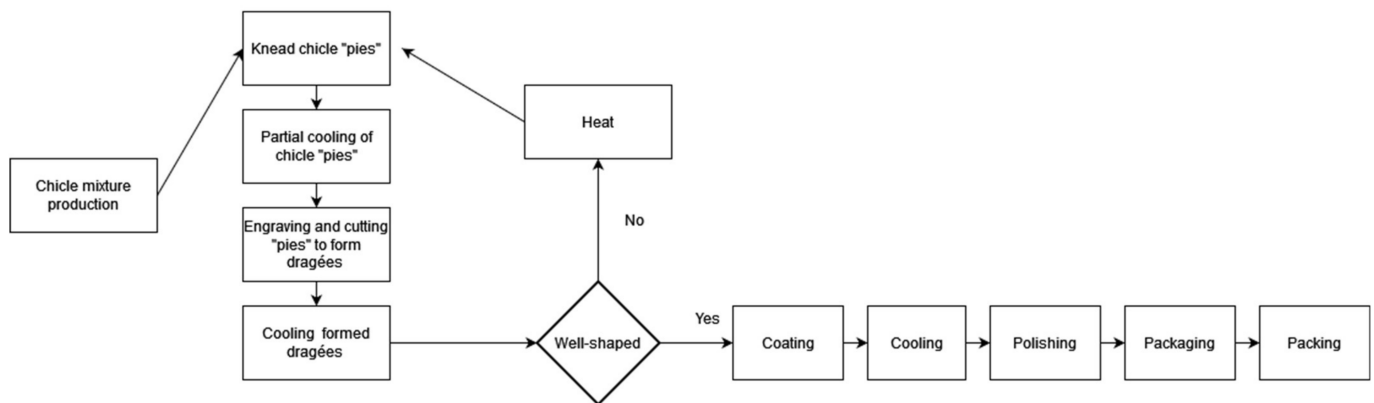 Knead chicle "pies"
Heat
Partial cooling of
chicle "pies"
Chicle mixture
production
Engraving and cutting
"pies" to form
dragées
No
Cooling formed
dragées
Well-shaped
Yes
Coating
Cooling
Polishing
Packaging
Packing